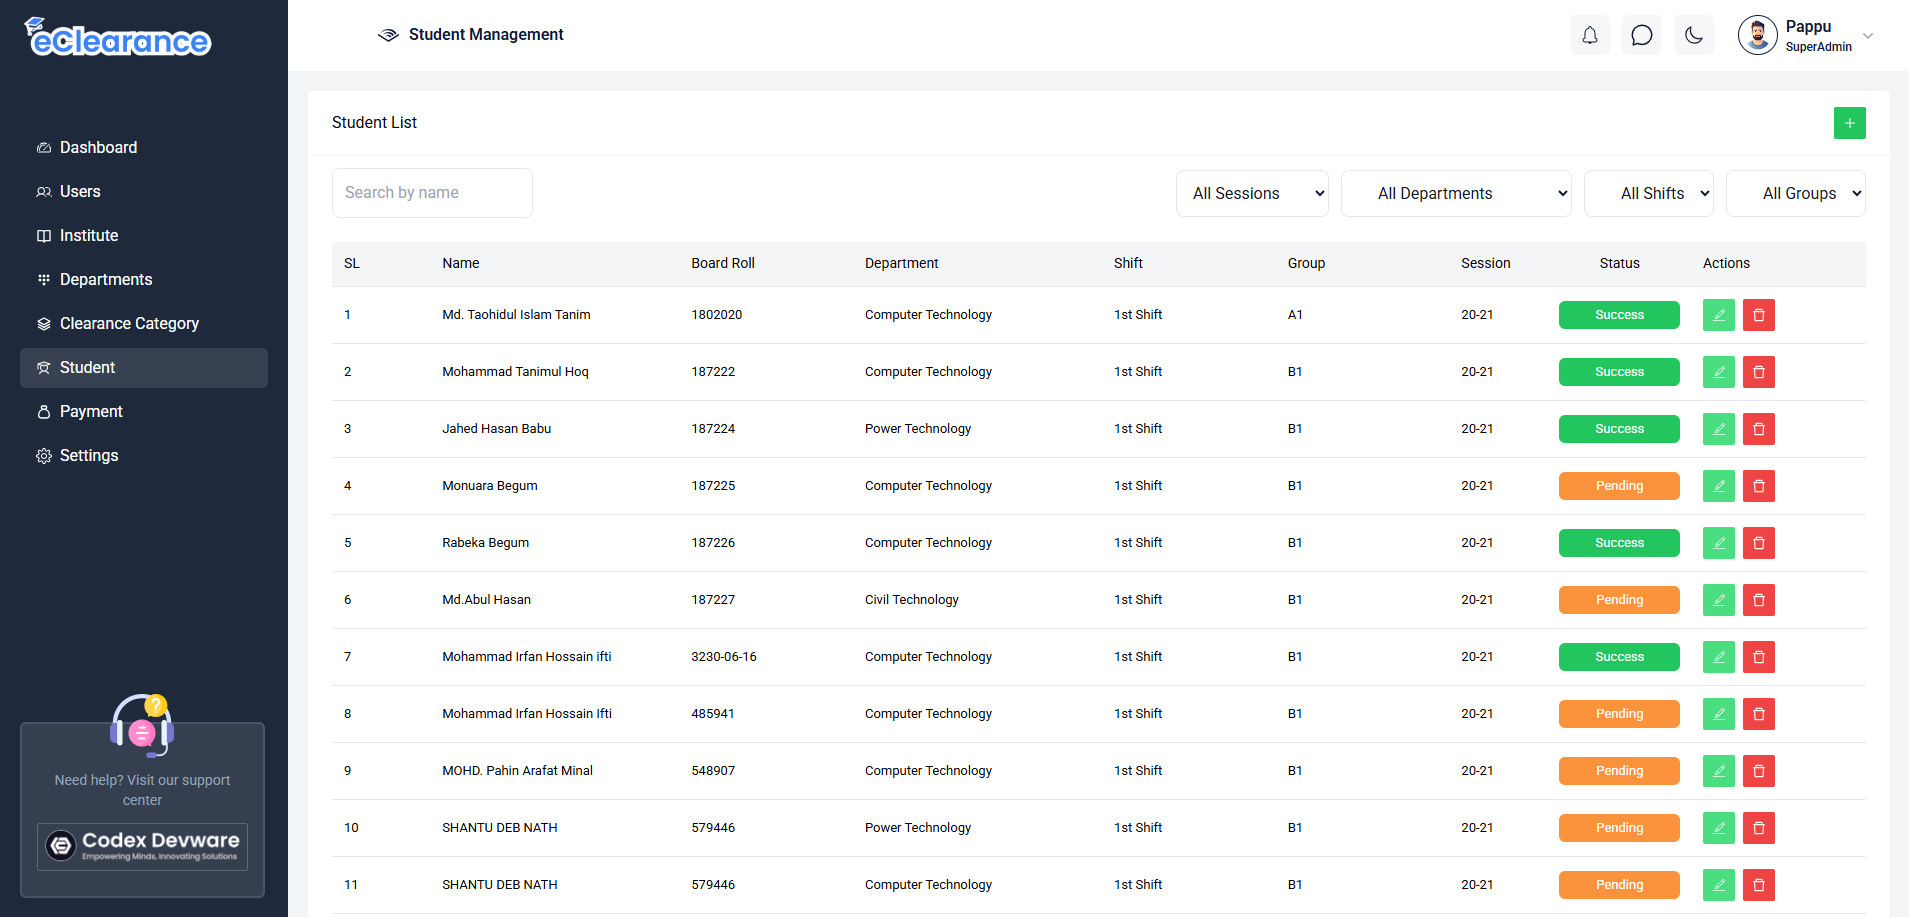 eClearance
Student Management
Pappu
SuperAdmin
Dashboard
Users
Institute
Departments
Clearance Category
Student
Payment
Settings
?
Need help? Visit our support
center
Codex Devware
Empowering Minds, Innovating Solutions
Student List
+
Search by name
All Sessions All Departments All Shifts All Groups
SL Name Board Roll Department Shift Group Session Status Actions
1 Md. Taohidul Islam Tanim 1802020 Computer Technology 1st Shift A1 20-21 Success
2 Mohammad Tanimul Hoq 187222 Computer Technology 1st Shift B1 20-21 Success
3 Jahed Hasan Babu 187224 Power Technology 1st Shift B1 20-21 Success
4 Monuara Begum 187225 Computer Technology 1st Shift B1 20-21 Pending
5 Rabeka Begum 187226 Computer Technology 1st Shift B1 20-21 Success
6 Md.Abul Hasan 187227 Civil Technology 1st Shift B1 20-21 Pending
7 Mohammad Irfan Hossain ifti 3230-06-16 Computer Technology 1st Shift B1 20-21 Success
8 Mohammad Irfan Hossain Ifti 485941 Computer Technology 1st Shift B1 20-21 Pending
9 MOHD. Pahin Arafat Minal 548907 Computer Technology 1st Shift B1 20-21 Pending
10 SHANTU DEB NATH 579446 Power Technology 1st Shift B1 20-21 Pending
11 SHANTU DEB NATH 579446 Computer Technology 1st Shift B1 20-21 Pending